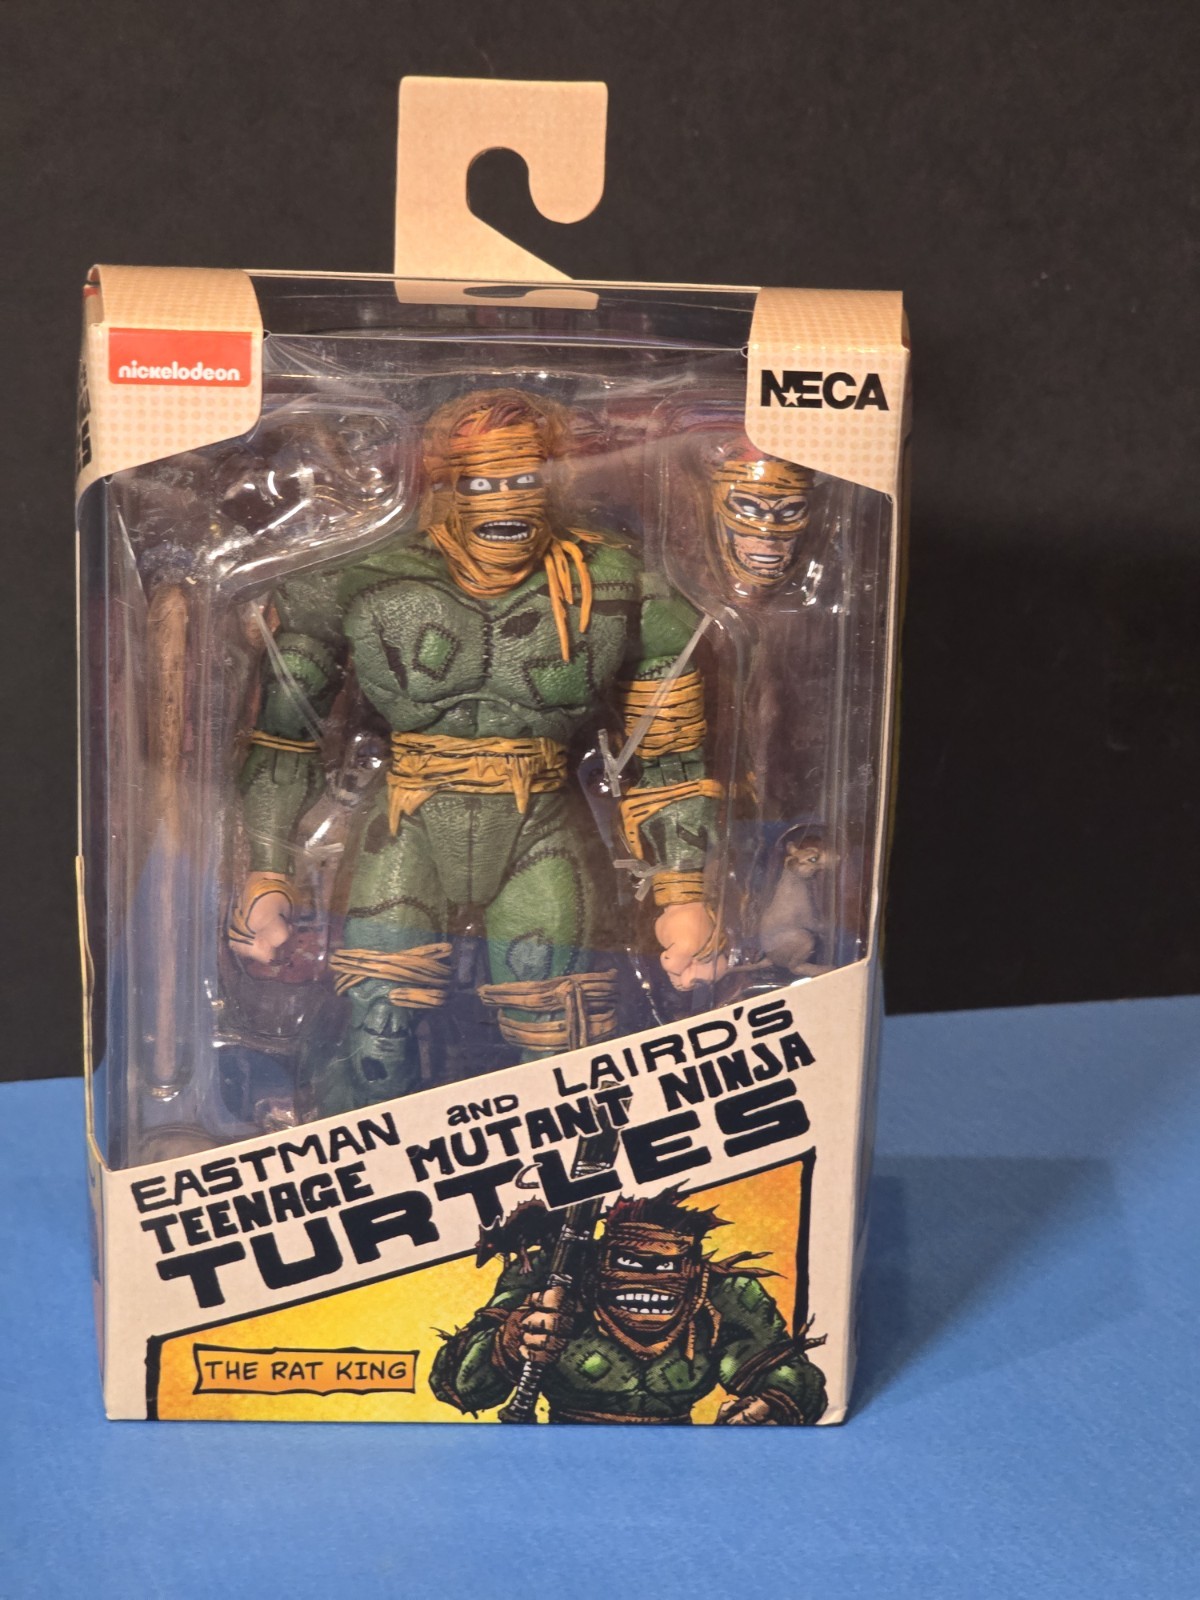 nickelodeon
NECA
EASTMAN AND LAIRD'S
TEENAGE MUTANT NINJA
TURTLES
THE RAT KING